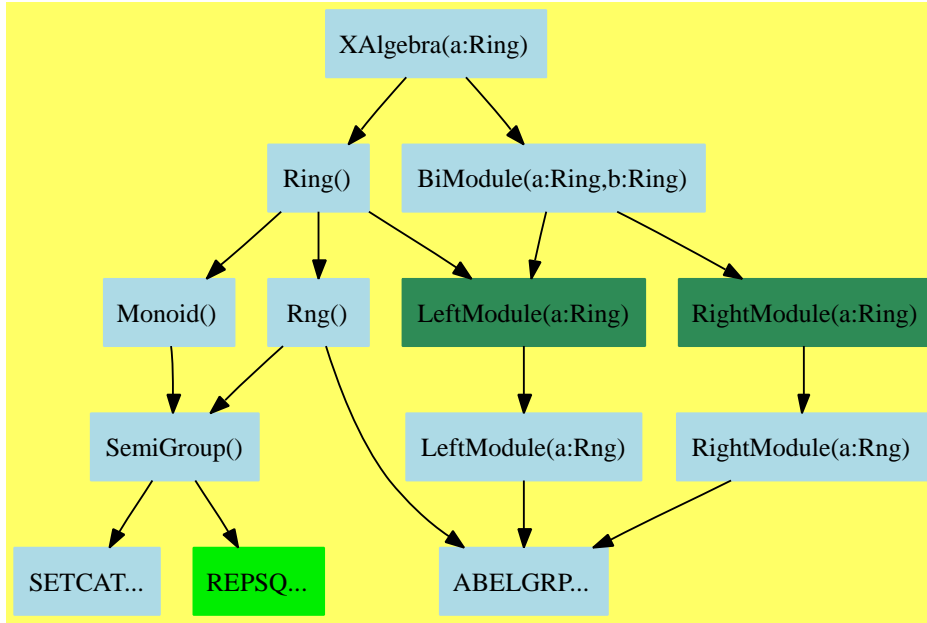 XAlgebra(a:Ring)
Ring()
BiModule(a:Ring,b:Ring)
Monoid()
Rng()
LeftModule(a:Ring)
RightModule(a:Ring)
SemiGroup()
LeftModule(a:Rng)
RightModule(a:Rng)
SETCAT...
REPSQ...
ABELGRP...